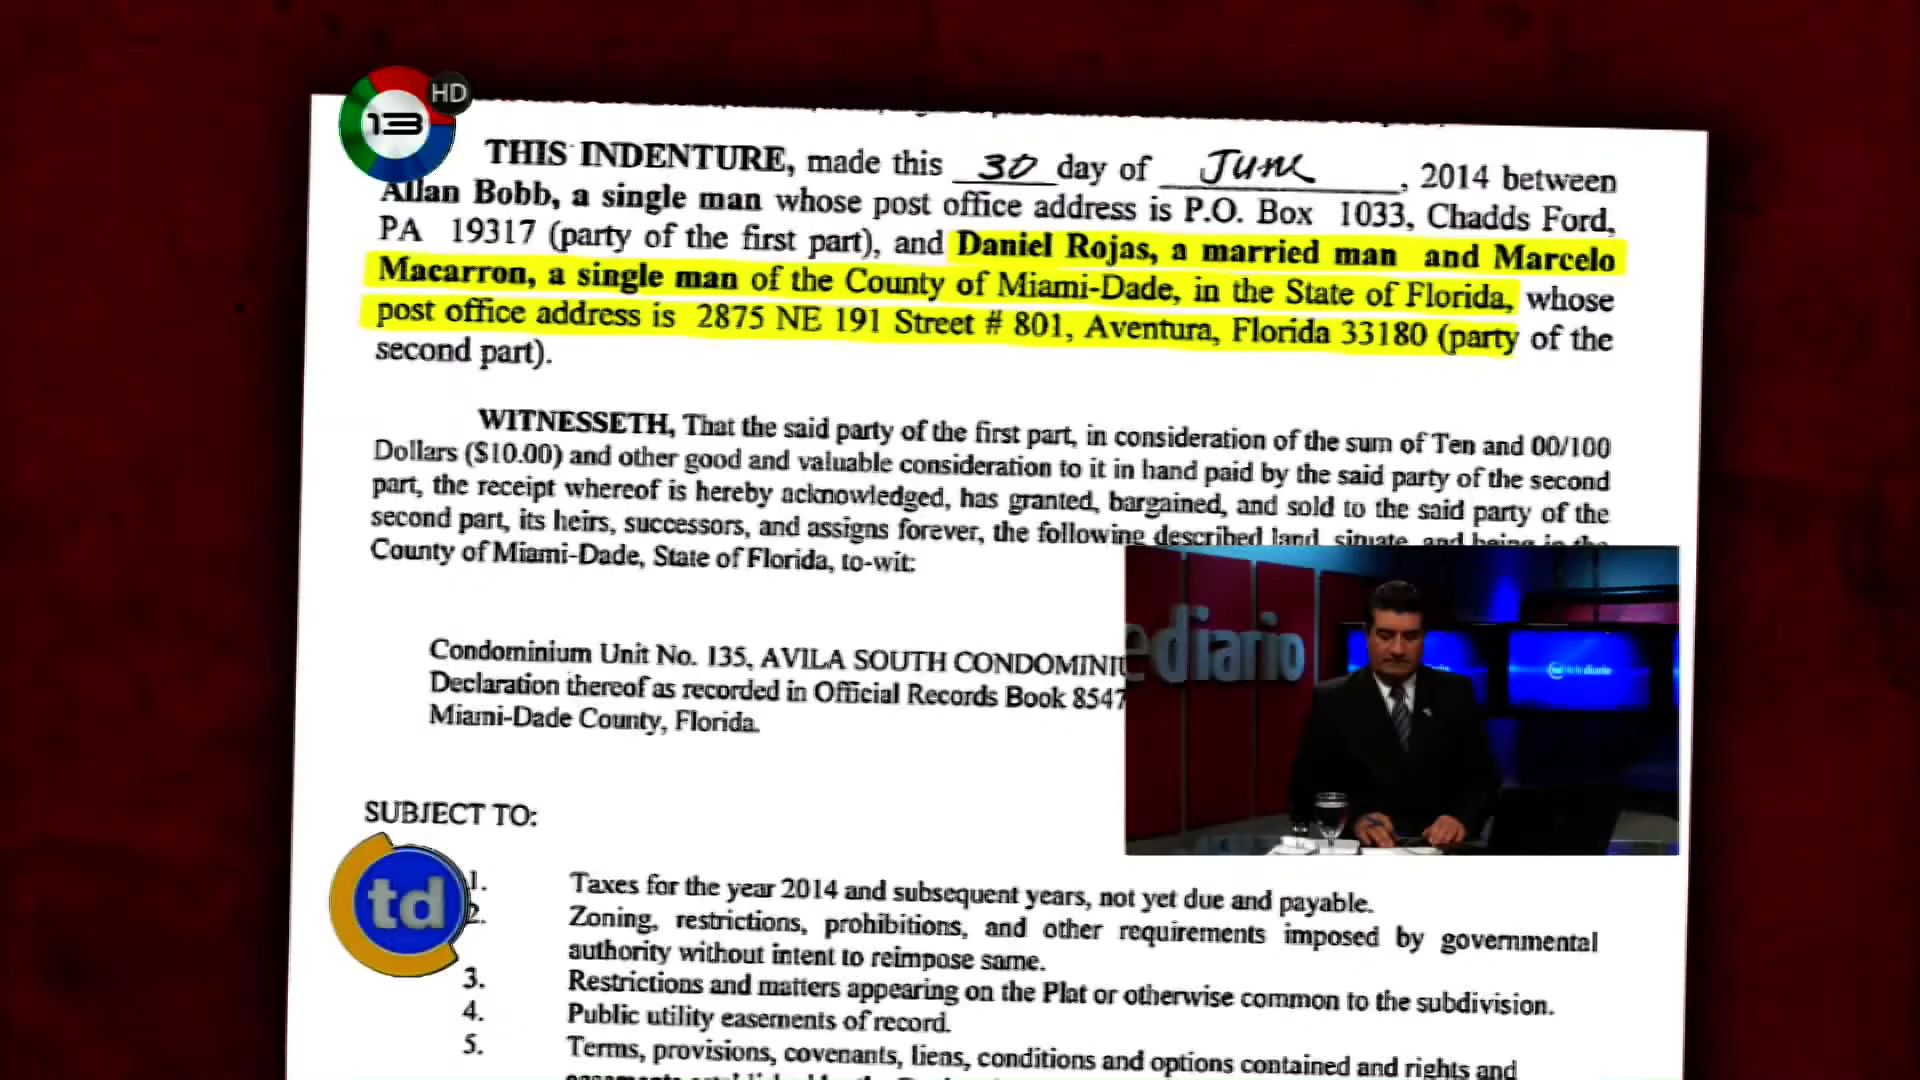 HD
13
THIS INDENTURE, made this 30 day of June, 2014 between
Allan Bobb, a single man whose post office address is P.O. Box 1033, Chadds Ford,
PA 19317 (party of the first part), and Daniel Rojas, a married man and Marcelo
Macarron, a single man of the County of Miami-Dade, in the State of Florida, whose
post office address is 2875 NE 191 Street # 801, Aventura, Florida 33180 (party of the
second part).
WITNESSETH, That the said party of the first part, in consideration of the sum of Ten and 00/100
Dollars ($10.00) and other good and valuable consideration to it in hand paid by the said party of the second
part, the receipt whereof is hereby acknowledged, has granted, bargained, and sold to the said party of the
second part, its heirs, successors, and assigns forever, the following described land, situate, and being in the
County of Miami-Dade, State of Florida, to-wit:
Condominium Unit No. 135, AVILA SOUTH CONDOMINIU
Declaration thereof as recorded in Official Records Book 8547
Miami-Dade County, Florida.
ediario
SUBJECT TO:
td
1. Taxes for the year 2014 and subsequent years, not yet due and payable.
2. Zoning, restrictions, prohibitions, and other requirements imposed by governmental
authority without intent to reimpose same.
3. Restrictions and matters appearing on the Plat or otherwise common to the subdivision.
4. Public utility easements of record.
5. Terms, provisions, covenants, liens, conditions and options contained and rights and